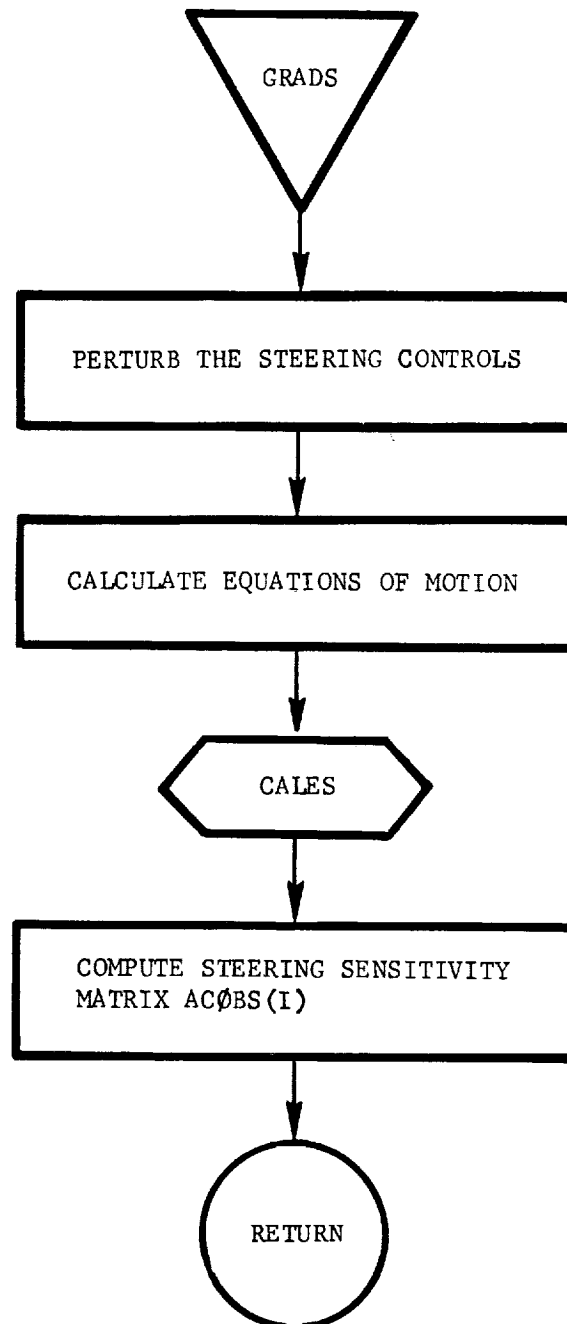 GRADS
PERTURB THE STEERING CONTROLS
CALCULATE EQUATIONS OF MOTION
CALES
COMPUTE STEERING SENSITIVITY
MATRIX ACØBS(I)
RETURN